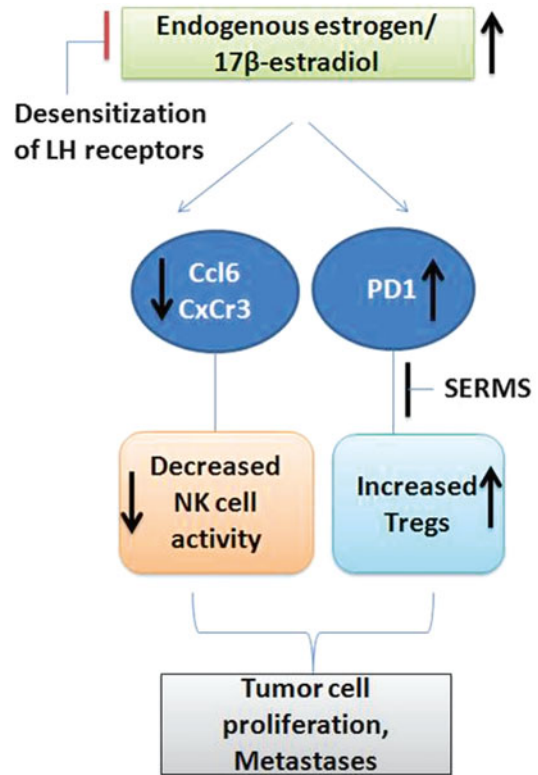 Endogenous estrogen/
17β-estradiol
Desensitization
of LH receptors
Ccl6
CxCr3
PD1
SERMS
Decreased
NK cell
activity
Increased
Tregs
Tumor cell
proliferation,
Metastases